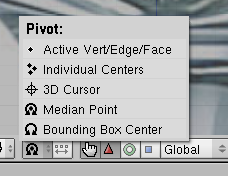 Pivot:
Active Vert/Edge/Face
Individual Centers
3D Cursor
Median Point
Bounding Box Center
Global